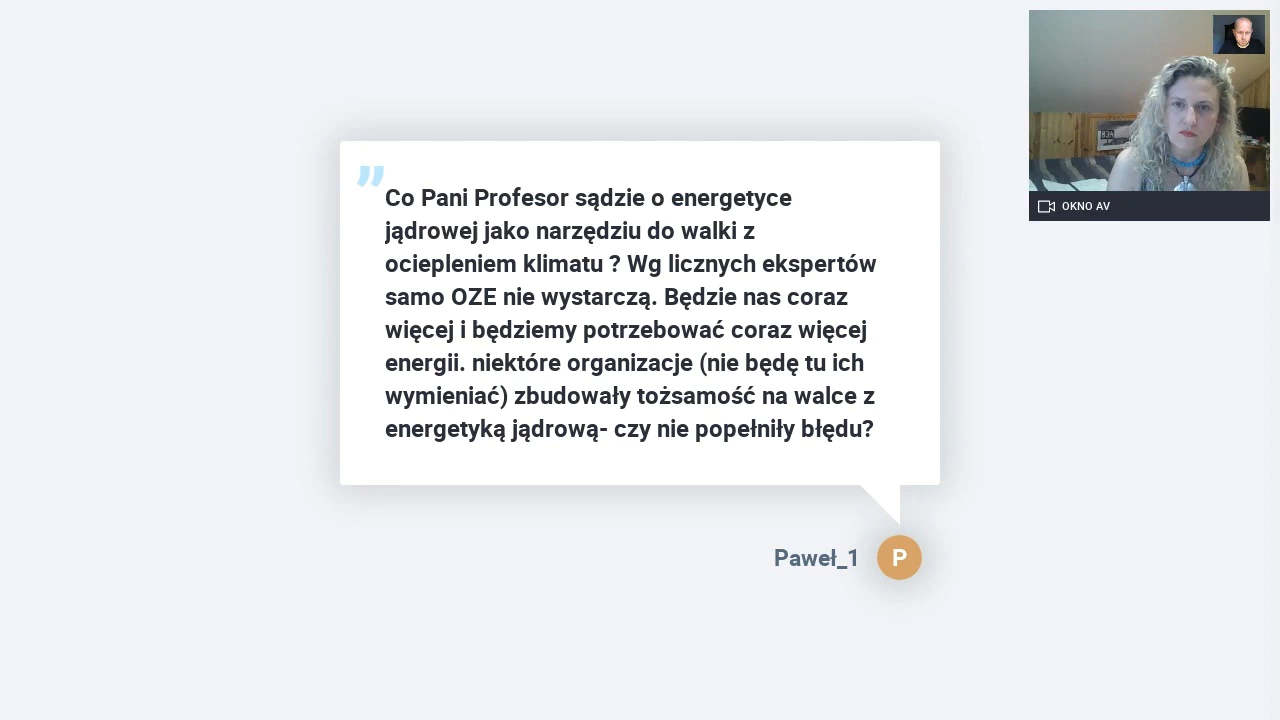 Co Pani Profesor sądzie o energetyce
jądrowej jako narzędziu do walki z
ociepleniem klimatu ? Wg licznych ekspertów
samo OZE nie wystarczą. Będzie nas coraz
więcej i będziemy potrzebować coraz więcej
energii. niektóre organizacje (nie będę tu ich
wymieniać) zbudowały tożsamość na walce z
energetyką jądrową- czy nie popełniły błędu?
Paweł_1
P
OKNO AV